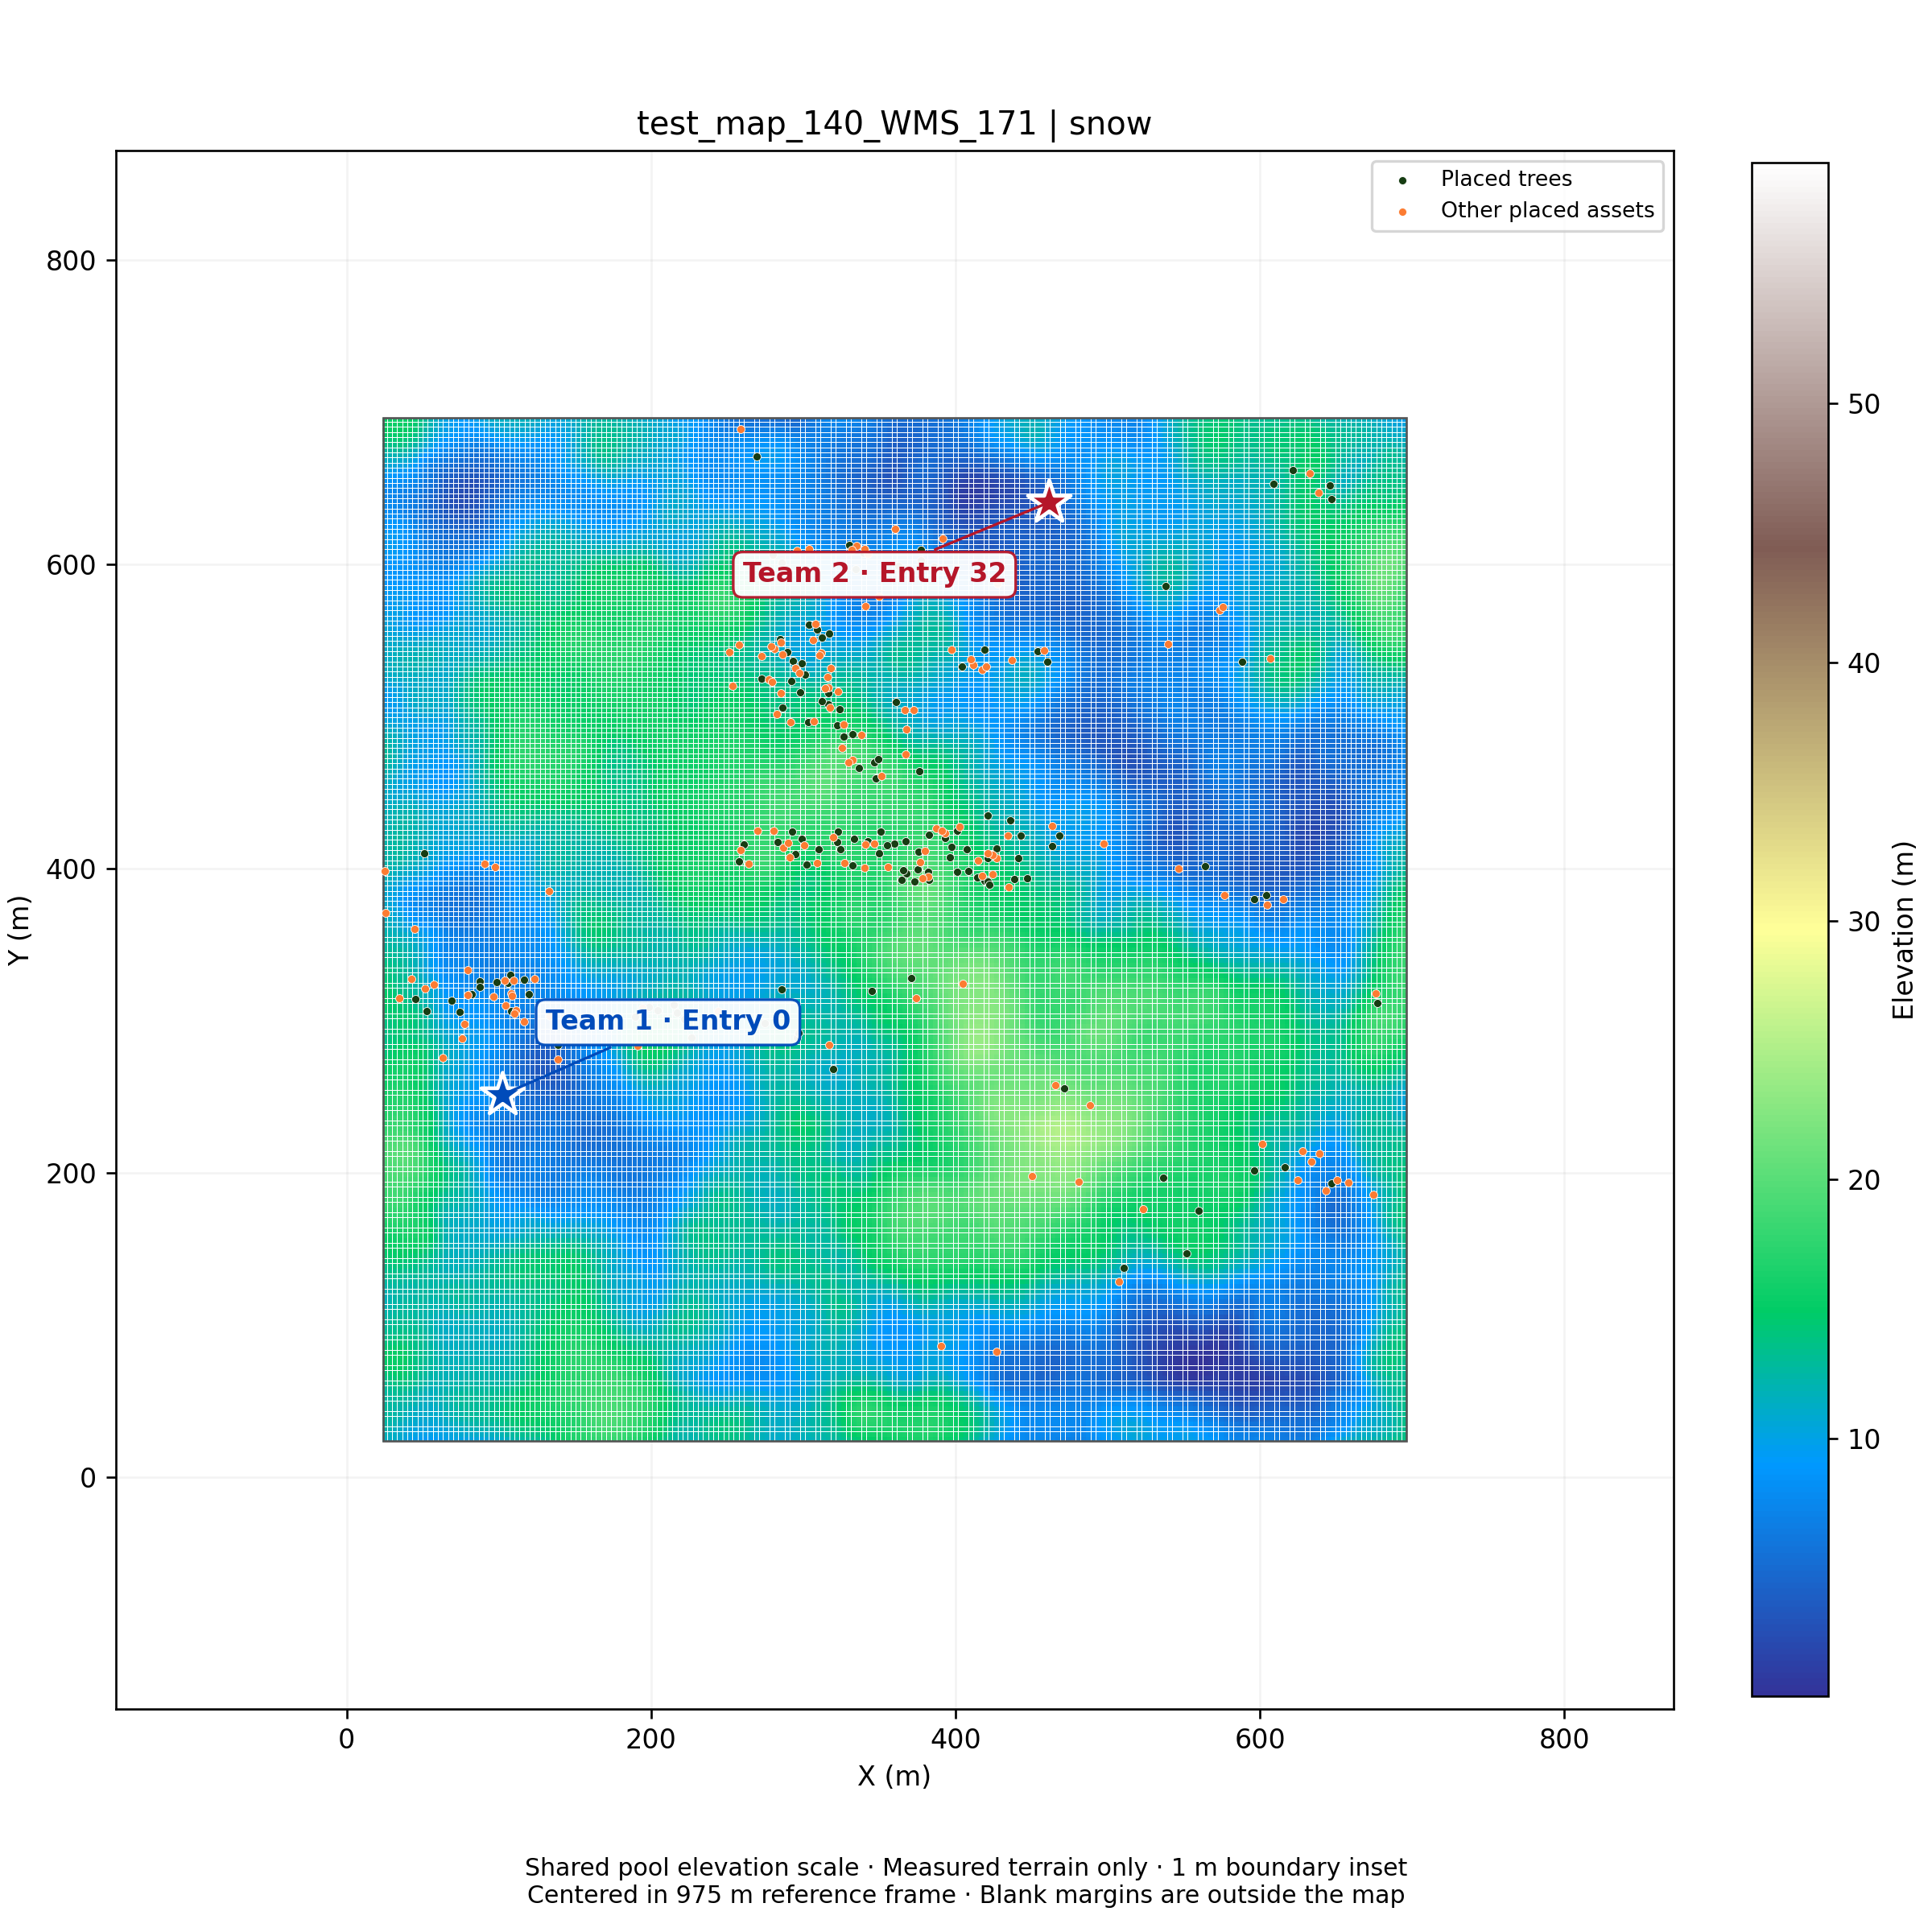 test_map_140_WMS_171 | snow
Placed trees
Other placed assets
800
600
400
200
0
Y (m)
Team 2 · Entry 32
Team 1 · Entry 0
0
200
400
600
800
X (m)
50
40
30
20
10
Elevation (m)
Shared pool elevation scale · Measured terrain only · 1 m boundary inset
Centered in 975 m reference frame · Blank margins are outside the map